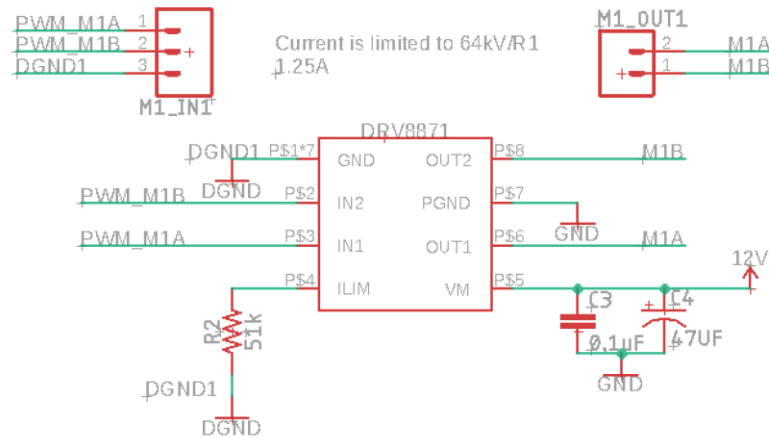 PWM_M1A 1
PWM_M1B 2
DGND1 3
M1_IN1
Current is limited to 64kV/R1
1.25A
M1_OUT1
2 M1A
1 M1B
DRV8871
DGND1 P$1*7 GND OUT2 P$8 M1B
DGND
PWM_M1B P$2 IN2 PGND P$7
GND
PWM_M1A P$3 IN1 OUT1 P$6 M1A
12V
P$4 ILIM VM P$5
R2 51k
C3 0.1uF
C4 47UF
GND
DGND1
DGND